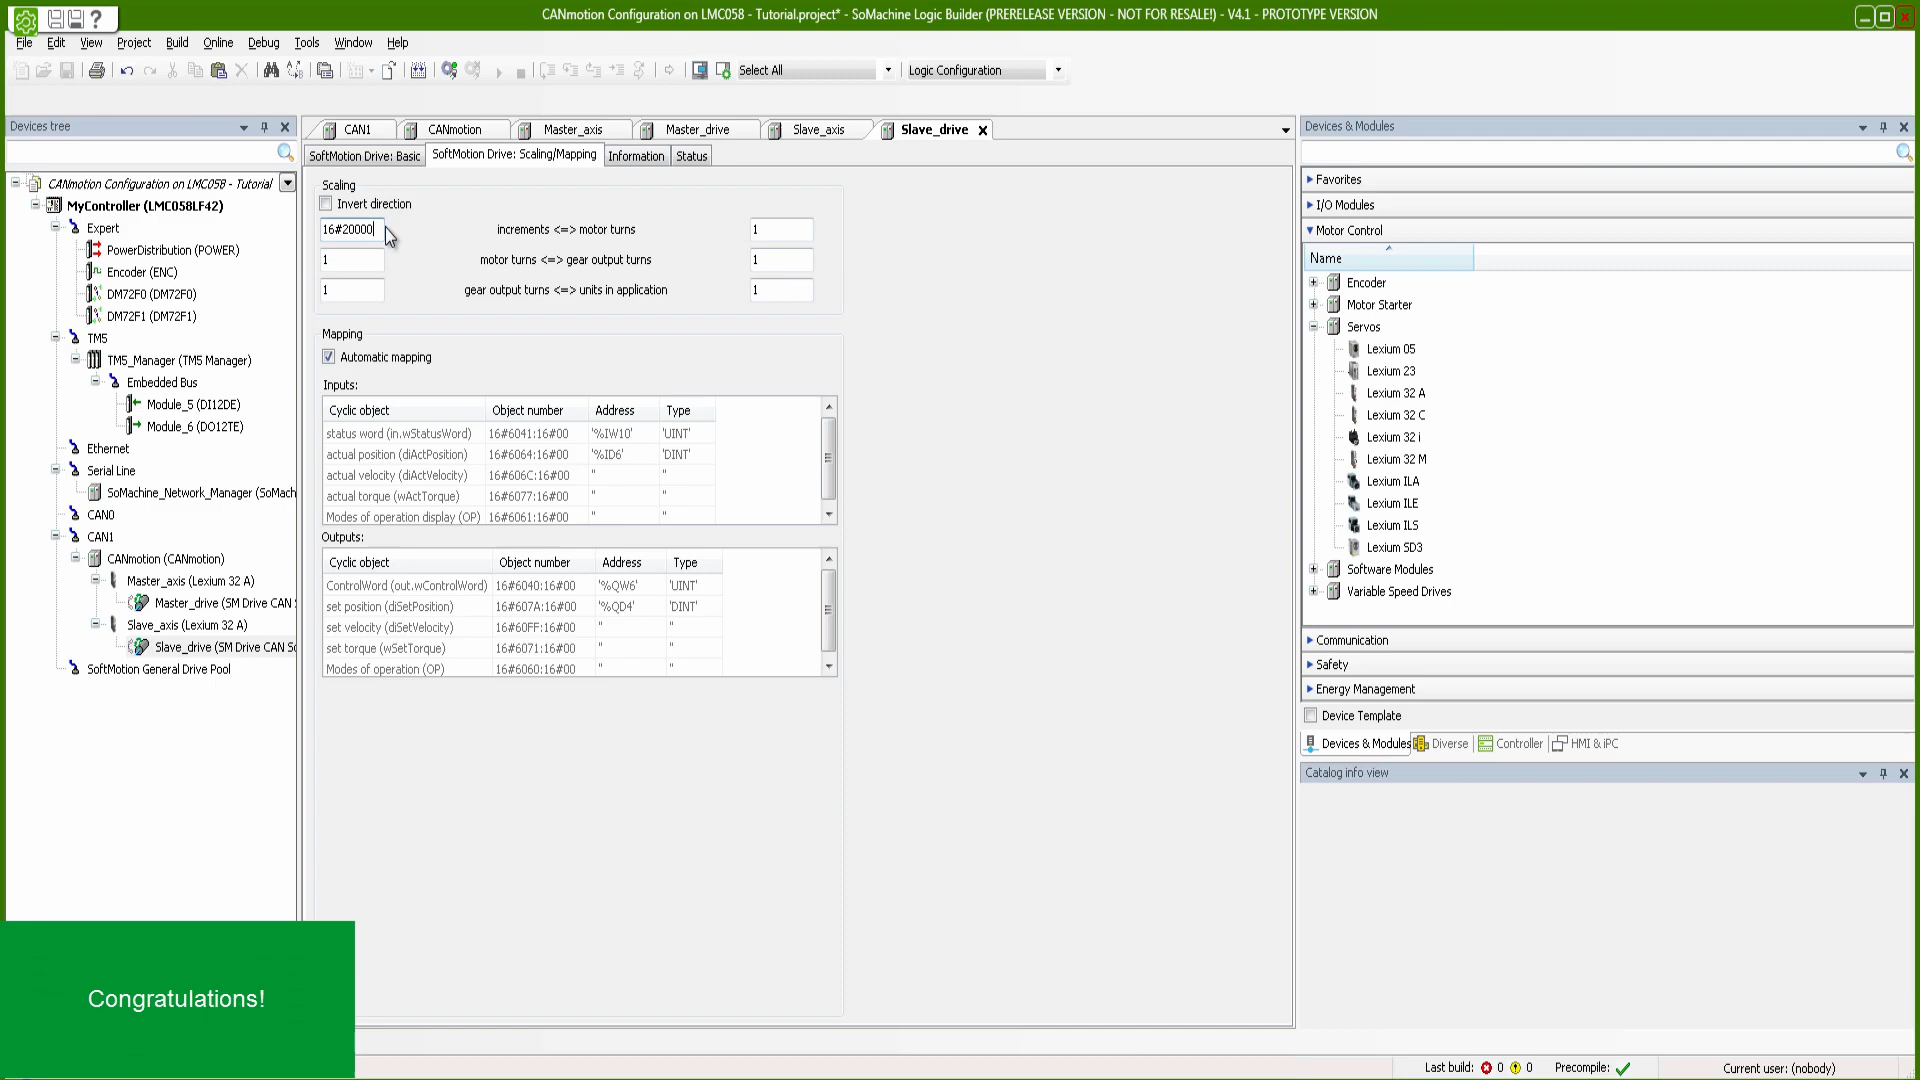 CANmotion Configuration on LMC058 - Tutorial.project* - SoMachine Logic Builder (PRERELEASE VERSION - NOT FOR RESALE!) - V4.1 - PROTOTYPE VERSION
File Edit View Project Build Online Debug Tools Window Help
Select All Logic Configuration
Devices tree
CANmotion Configuration on LMC058 - Tutorial
MyController (LMC058LF42)
Expert
PowerDistribution (POWER)
Encoder (ENC)
DM72F0 (DM72F0)
DM72F1 (DM72F1)
TM5
TM5_Manager (TM5 Manager)
Embedded Bus
Module_5 (DI12DE)
Module_6 (DO12TE)
Ethernet
Serial Line
SoMachine_Network_Manager (SoMach
CAN0
CAN1
CANmotion (CANmotion)
Master_axis (Lexium 32 A)
Master_drive (SM Drive CAN
Slave_axis (Lexium 32 A)
Slave_drive (SM Drive CAN So
SoftMotion General Drive Pool
CAN1 CANmotion Master_axis Master_drive Slave_axis Slave_drive
SoftMotion Drive: Basic SoftMotion Drive: Scaling/Mapping Information Status
Scaling
Invert direction
16#20000 increments <=> motor turns 1
1 motor turns <=> gear output turns 1
1 gear output turns <=> units in application 1
Mapping
Automatic mapping
Inputs:
Cyclic object Object number Address Type
status word (in.wStatusWord) 16#6041:16#00 '%IW10' 'UINT'
actual position (diActPosition) 16#6064:16#00 '%ID6' 'DINT'
actual velocity (diActVelocity) 16#606C:16#00 '' ''
actual torque (wActTorque) 16#6077:16#00 '' ''
Modes of operation display (OP) 16#6061:16#00 '' ''
Outputs:
Cyclic object Object number Address Type
ControlWord (out.wControlWord) 16#6040:16#00 '%QW6' 'UINT'
set position (diSetPosition) 16#607A:16#00 '%QD4' 'DINT'
set velocity (diSetVelocity) 16#60FF:16#00 '' ''
set torque (wSetTorque) 16#6071:16#00 '' ''
Modes of operation (OP) 16#6060:16#00 '' ''
Devices & Modules
Favorites
I/O Modules
Motor Control
Name
Encoder
Motor Starter
Servos
Lexium 05
Lexium 23
Lexium 32 A
Lexium 32 C
Lexium 32 i
Lexium 32 M
Lexium ILA
Lexium ILE
Lexium ILS
Lexium SD3
Software Modules
Variable Speed Drives
Communication
Safety
Energy Management
Device Template
Devices & Modules Diverse Controller HMI & iPC
Catalog info view
Congratulations!
Last build: 0 0 Precompile: Current user: (nobody)